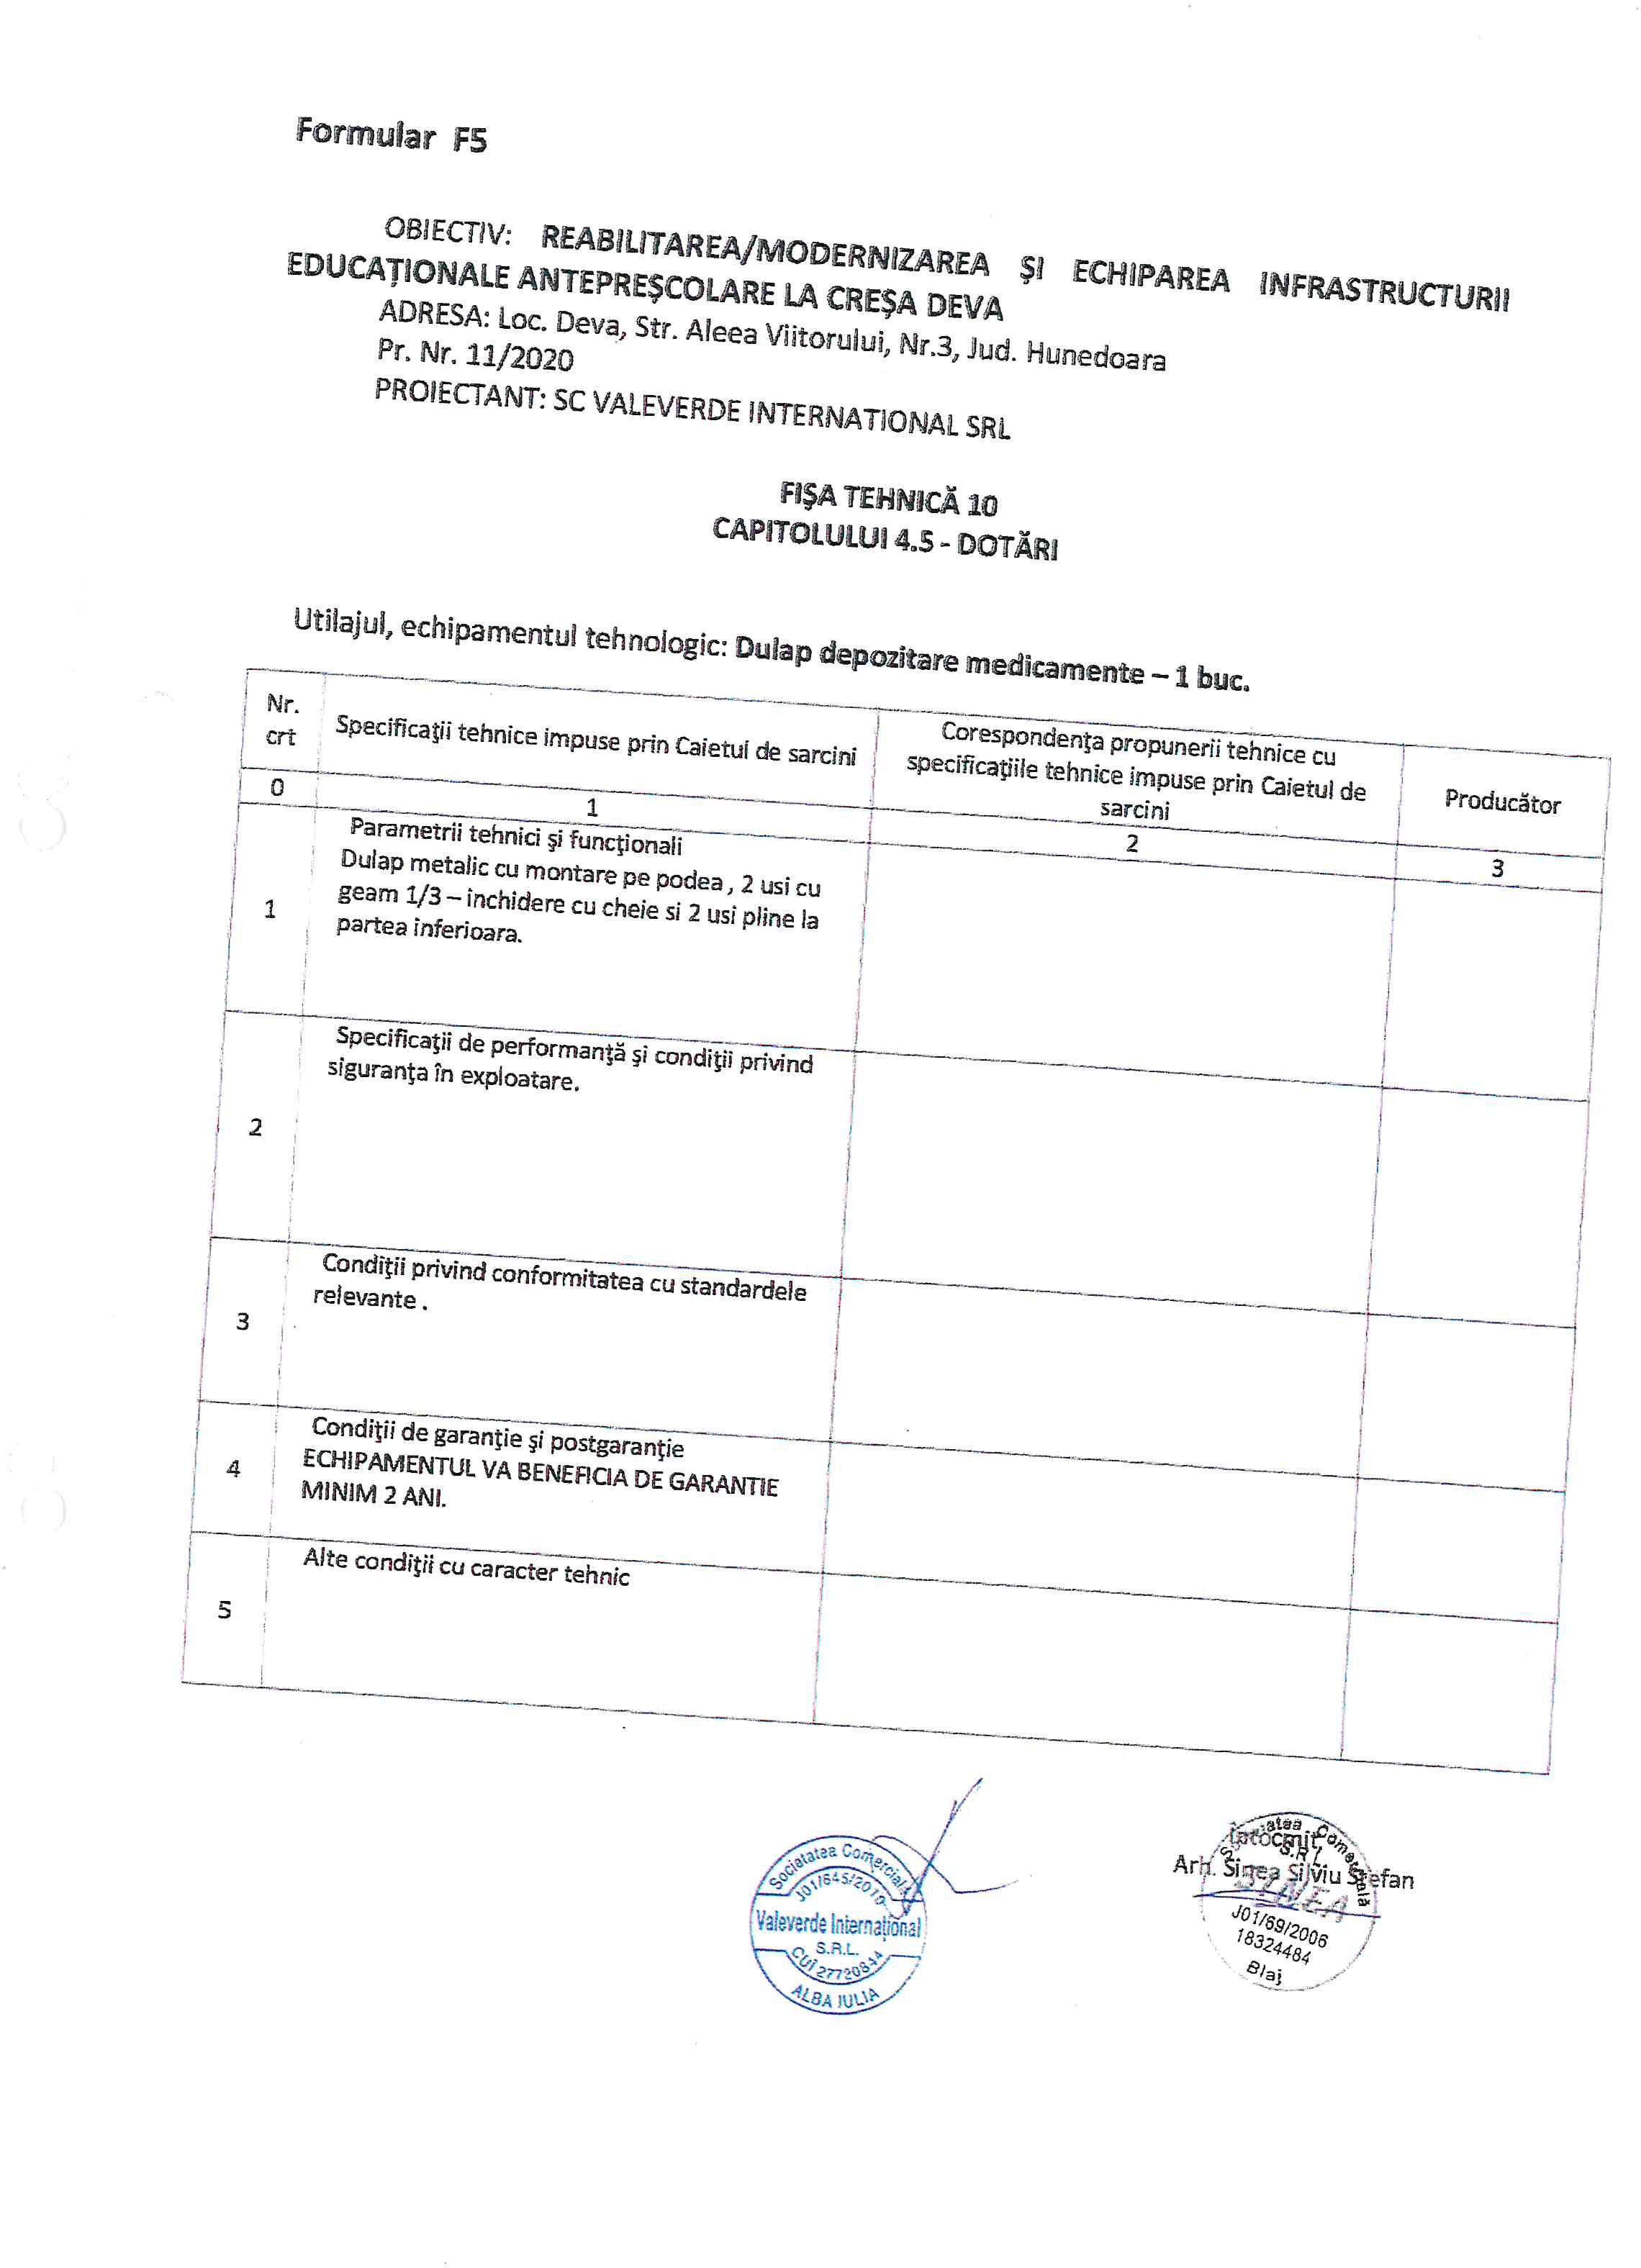 Formular F5
OBIECTIV: REABILITAREA/MODERNIZAREA ŞI ECHIPAREA INFRASTRUCTURII
EDUCAȚIONALE ANTEPREŞCOLARE LA CREŞA DEVA
ADRESA: Loc. Deva, Str. Aleea Viitorului, Nr.3, Jud. Hunedoara
Pr. Nr. 11/2020
PROIECTANT: SC VALEVERDE INTERNATIONAL SRL
FIŞA TEHNICĂ 10
CAPITOLULUI 4.5 - DOTĂRI
Utilajul, echipamentul tehnologic: Dulap depozitare medicamente – 1 buc.
Nr.
crt
Specificaţii tehnice impuse prin Caietul de sarcini
Corespondenţa propunerii tehnice cu
specificaţiile tehnice impuse prin Caietul de
sarcini
Producător
0
1
2
3
1
Parametrii tehnici şi funcţionali
Dulap metalic cu montare pe podea , 2 usi cu
geam 1/3 – inchidere cu cheie si 2 usi pline la
partea inferioara.
2
Specificaţii de performanţă şi condiţii privind
siguranţa în exploatare.
3
Condiţii privind conformitatea cu standardele
relevante .
4
Condiţii de garanţie şi postgaranţie
ECHIPAMENTUL VA BENEFICIA DE GARANTIE
MINIM 2 ANI.
5
Alte condiţii cu caracter tehnic
Societatea Comercială
J01/645/2010
Valeverde Internaţional
S.R.L.
CUI 27720844
ALBA IULIA
Întocmit
Arh. Sinea Silviu Ştefan
Societatea Comercială
S.R.L.
SINEA
J01/69/2006
18324484
Blaj